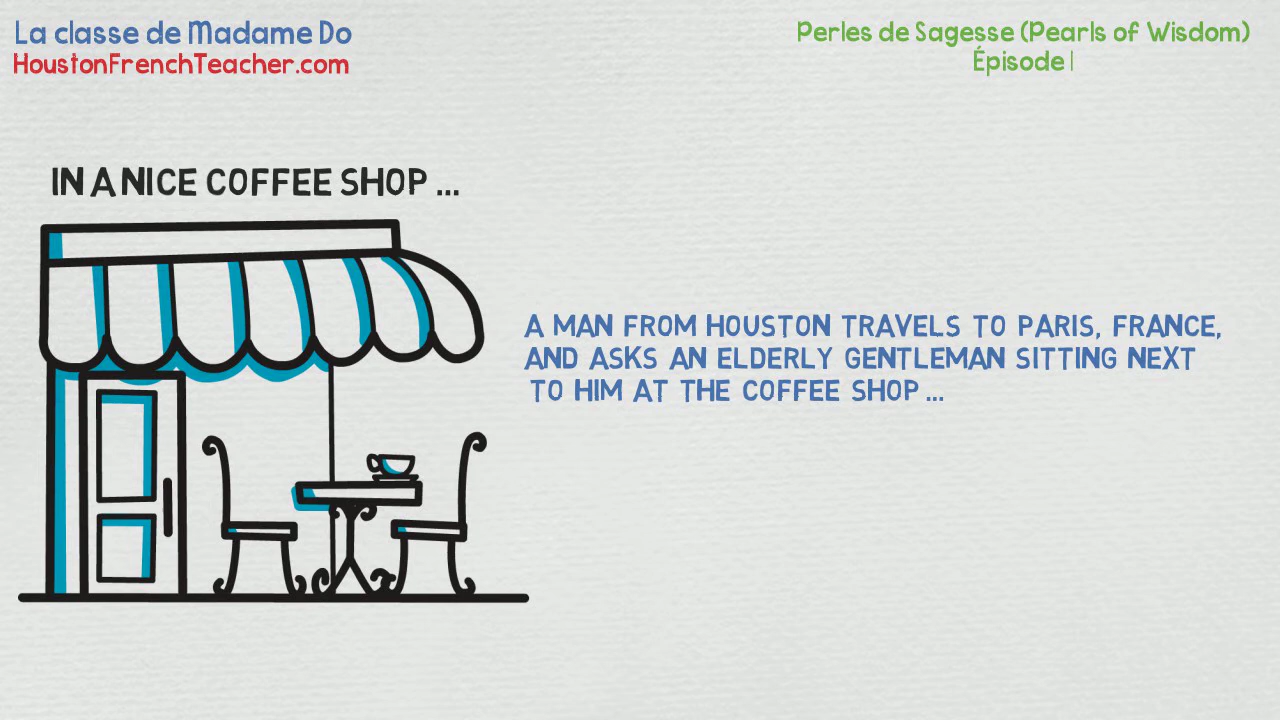 La classe de Madame Do
HoustonFrenchTeacher.com
Perles de Sagesse (Pearls of Wisdom)
Épisode 1
IN A NICE COFFEE SHOP ...
A MAN FROM HOUSTON TRAVELS TO PARIS, FRANCE,
AND ASKS AN ELDERLY GENTLEMAN SITTING NEXT
TO HIM AT THE COFFEE SHOP ...